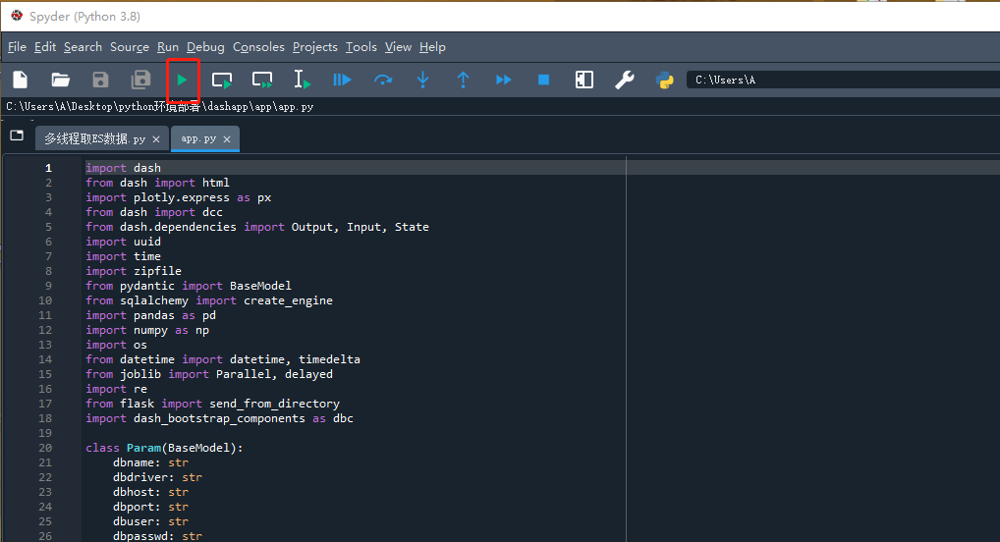 Spyder (Python 3.8)
File Edit Search Source Run Debug Consoles Projects Tools View Help
C:\Users\A
C:\Users\A\Desktop\python环境部署\dashapp\app\app.py
多线程取ES数据.py × app.py ×
1 import dash
2 from dash import html
3 import plotly.express as px
4 from dash import dcc
5 from dash.dependencies import Output, Input, State
6 import uuid
7 import time
8 import zipfile
9 from pydantic import BaseModel
10 from sqlalchemy import create_engine
11 import pandas as pd
12 import numpy as np
13 import os
14 from datetime import datetime, timedelta
15 from joblib import Parallel, delayed
16 import re
17 from flask import send_from_directory
18 import dash_bootstrap_components as dbc
19
20 class Param(BaseModel):
21 dbname: str
22 dbdriver: str
23 dbhost: str
24 dbport: str
25 dbuser: str
26 dbpasswd: str